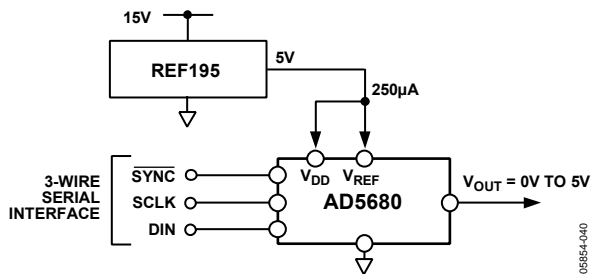 15V
REF195
5V
250µA
3-WIRE
SERIAL
INTERFACE
SYNC
SCLK
DIN
VDD
VREF
AD5680
VOUT = 0V TO 5V
05854-040